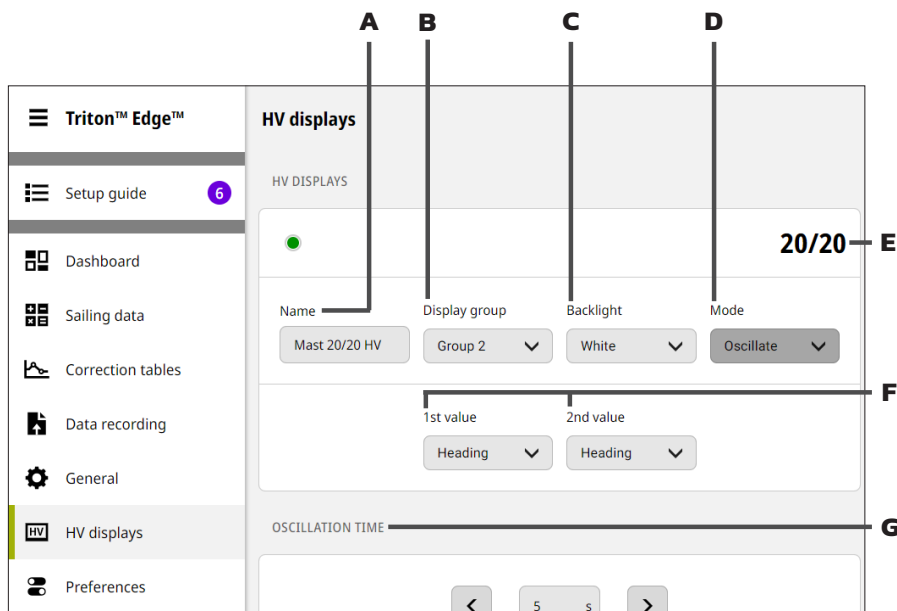 A B C D
Triton™ Edge™
HV displays
Setup guide 6
HV DISPLAYS
20/20 E
Dashboard
Name Display group Backlight Mode
Sailing data
Mast 20/20 HV Group 2 White Oscillate
Correction tables
F
1st value 2nd value
Data recording
Heading Heading
General
HV HV displays
OSCILLATION TIME G
Preferences
5 s